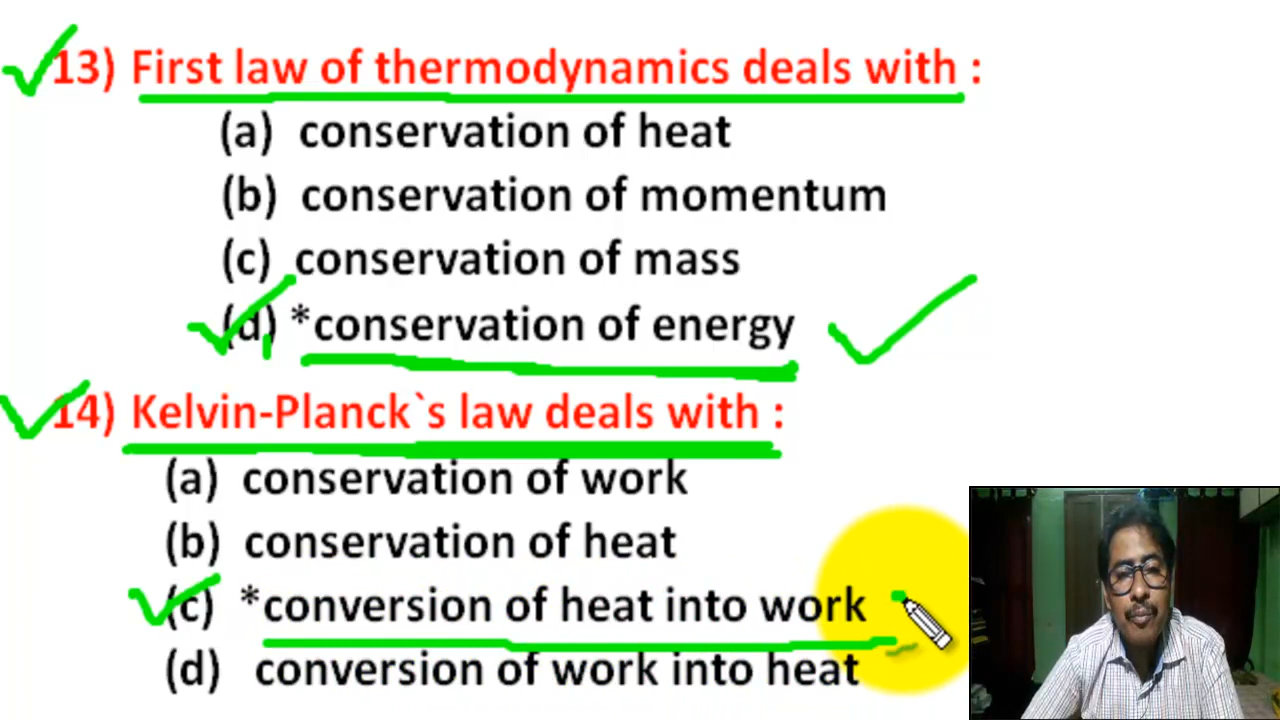 13) First law of thermodynamics deals with :
(a) conservation of heat
(b) conservation of momentum
(c) conservation of mass
(d) *conservation of energy
14) Kelvin-Planck`s law deals with :
(a) conservation of work
(b) conservation of heat
(c) *conversion of heat into work
(d) conversion of work into heat